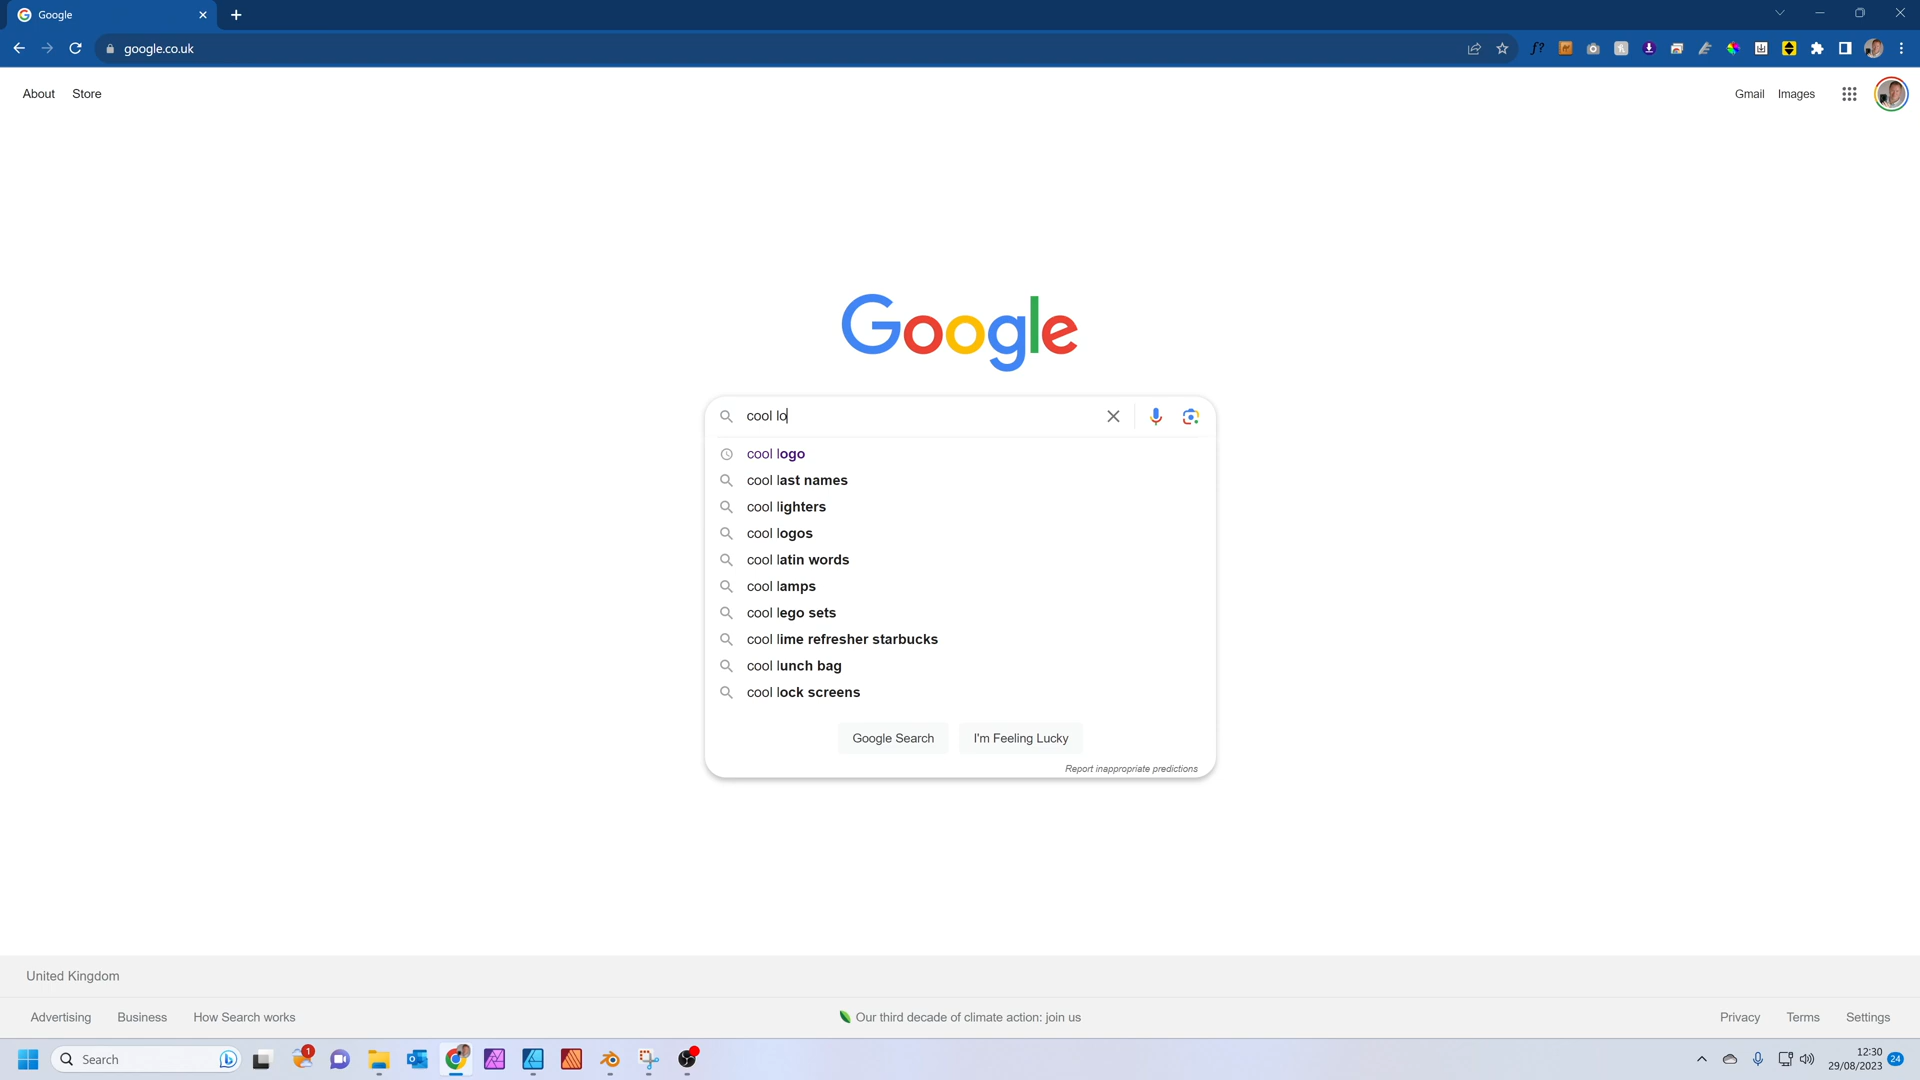 Google
google.co.uk
f?
About Store
Gmail Images
Google
cool lo
cool logo
cool last names
cool lighters
cool logos
cool latin words
cool lamps
cool lego sets
cool lime refresher starbucks
cool lunch bag
cool lock screens
Google Search I'm Feeling Lucky
Report inappropriate predictions
United Kingdom
Advertising Business How Search works Our third decade of climate action: join us Privacy Terms Settings
Search 1 12:30
29/08/2023 24